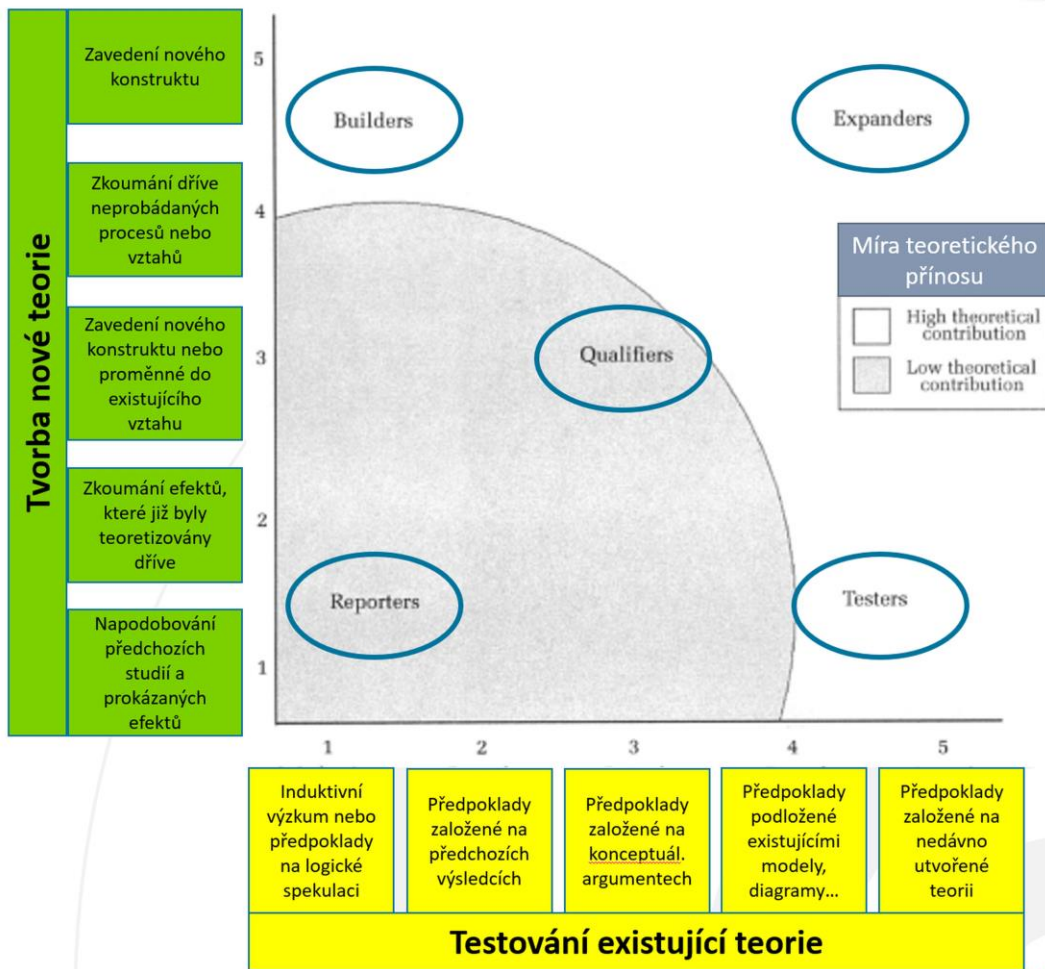 Tvorba nové teorie
Zavedení nového
konstruktu
Zkoumání dříve
neprobádaných
procesů nebo
vztahů
Zavedení nového
konstruktu nebo
proměnné do
existujícího
vztahu
Zkoumání efektů,
které již byly
teoretizovány
dříve
Napodobování
předchozích
studií a
prokázaných
efektů
5
4
3
2
1
Builders
Expanders
Qualifiers
Reporters
Testers
Míra teoretického
přínosu
High theoretical
contribution
Low theoretical
contribution
1 2 3 4 5
Induktivní
výzkum nebo
předpoklady
na logické
spekulaci
Předpoklady
založené na
předchozích
výsledcích
Předpoklady
založené na
konceptuál.
argumentech
Předpoklady
podložené
existujícími
modely,
diagramy...
Předpoklady
založené na
nedávno
utvořené
teorii
Testování existující teorie